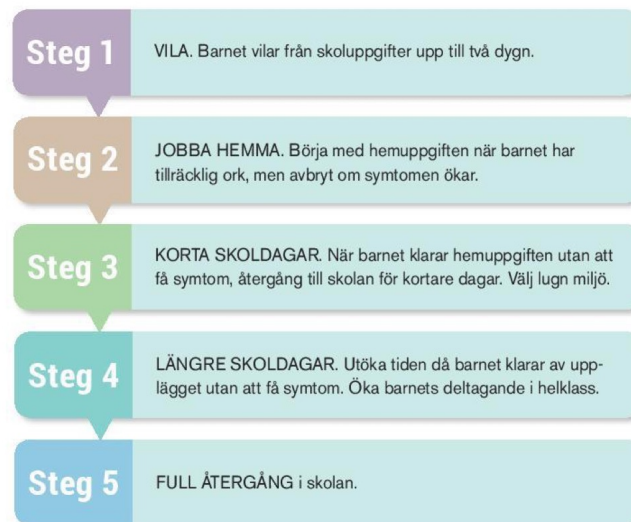 Steg 1
VILA. Barnet vilar från skoluppgifter upp till två dygn.
Steg 2
JOBBA HEMMA. Börja med hemuppgiften när barnet har
tillräcklig ork, men avbryt om symtomen ökar.
Steg 3
KORTA SKOLDAGAR. När barnet klarar hemuppgiften utan att
få symtom, återgång till skolan för kortare dagar. Välj lugn miljö.
Steg 4
LÄNGRE SKOLDAGAR. Utöka tiden då barnet klarar av upp-
lägget utan att få symtom. Öka barnets deltagande i helklass.
Steg 5
FULL ÅTERGÅNG i skolan.